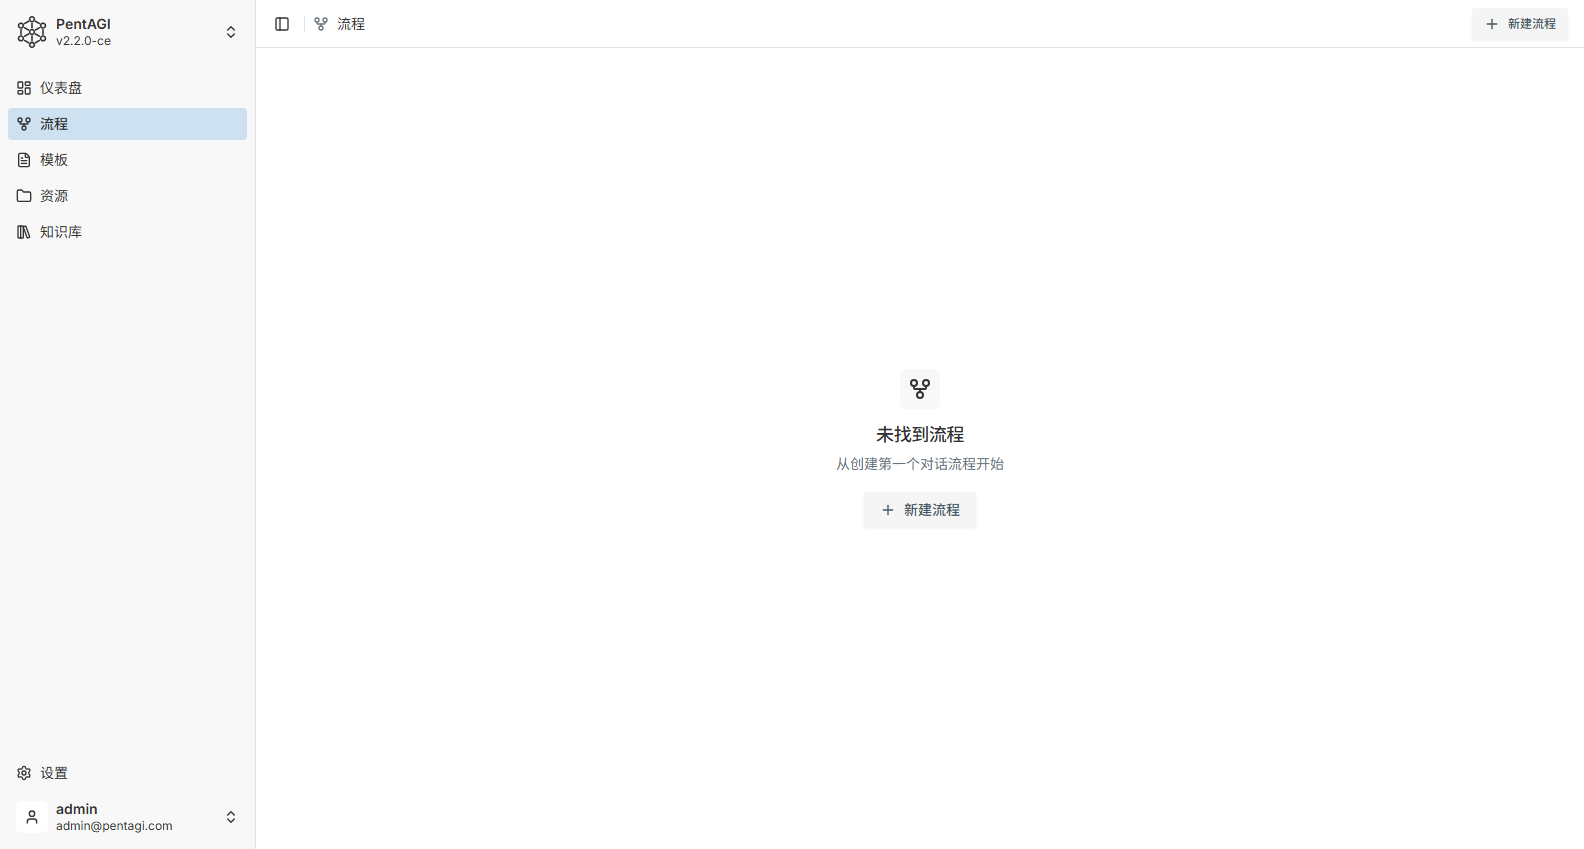 PentAGI
v2.2.0-ce
仪表盘
流程
模板
资源
知识库
设置
admin
admin@pentagi.com
流程
新建流程
未找到流程
从创建第一个对话流程开始
新建流程